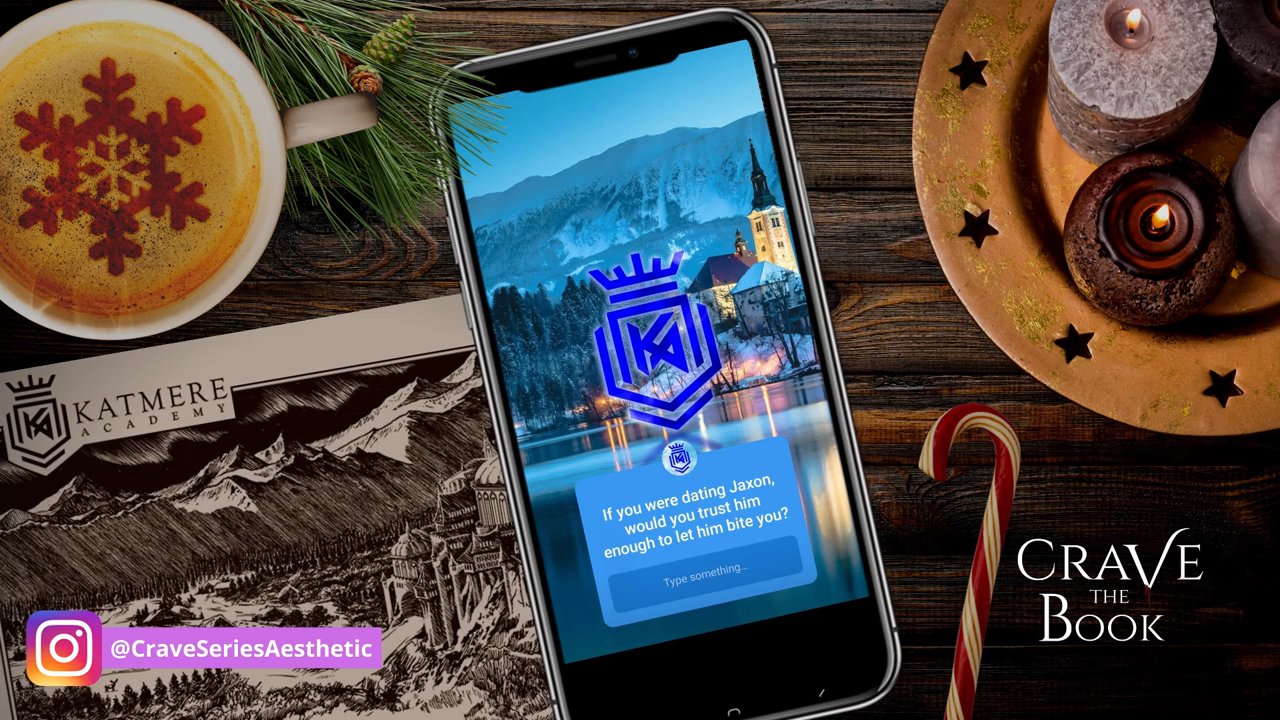 KATMERE
ACADEMY
If you were dating Jaxon,
would you trust him
enough to let him bite you?
Type something...
@CraveSeriesAesthetic
CRAVE
THE
BOOK